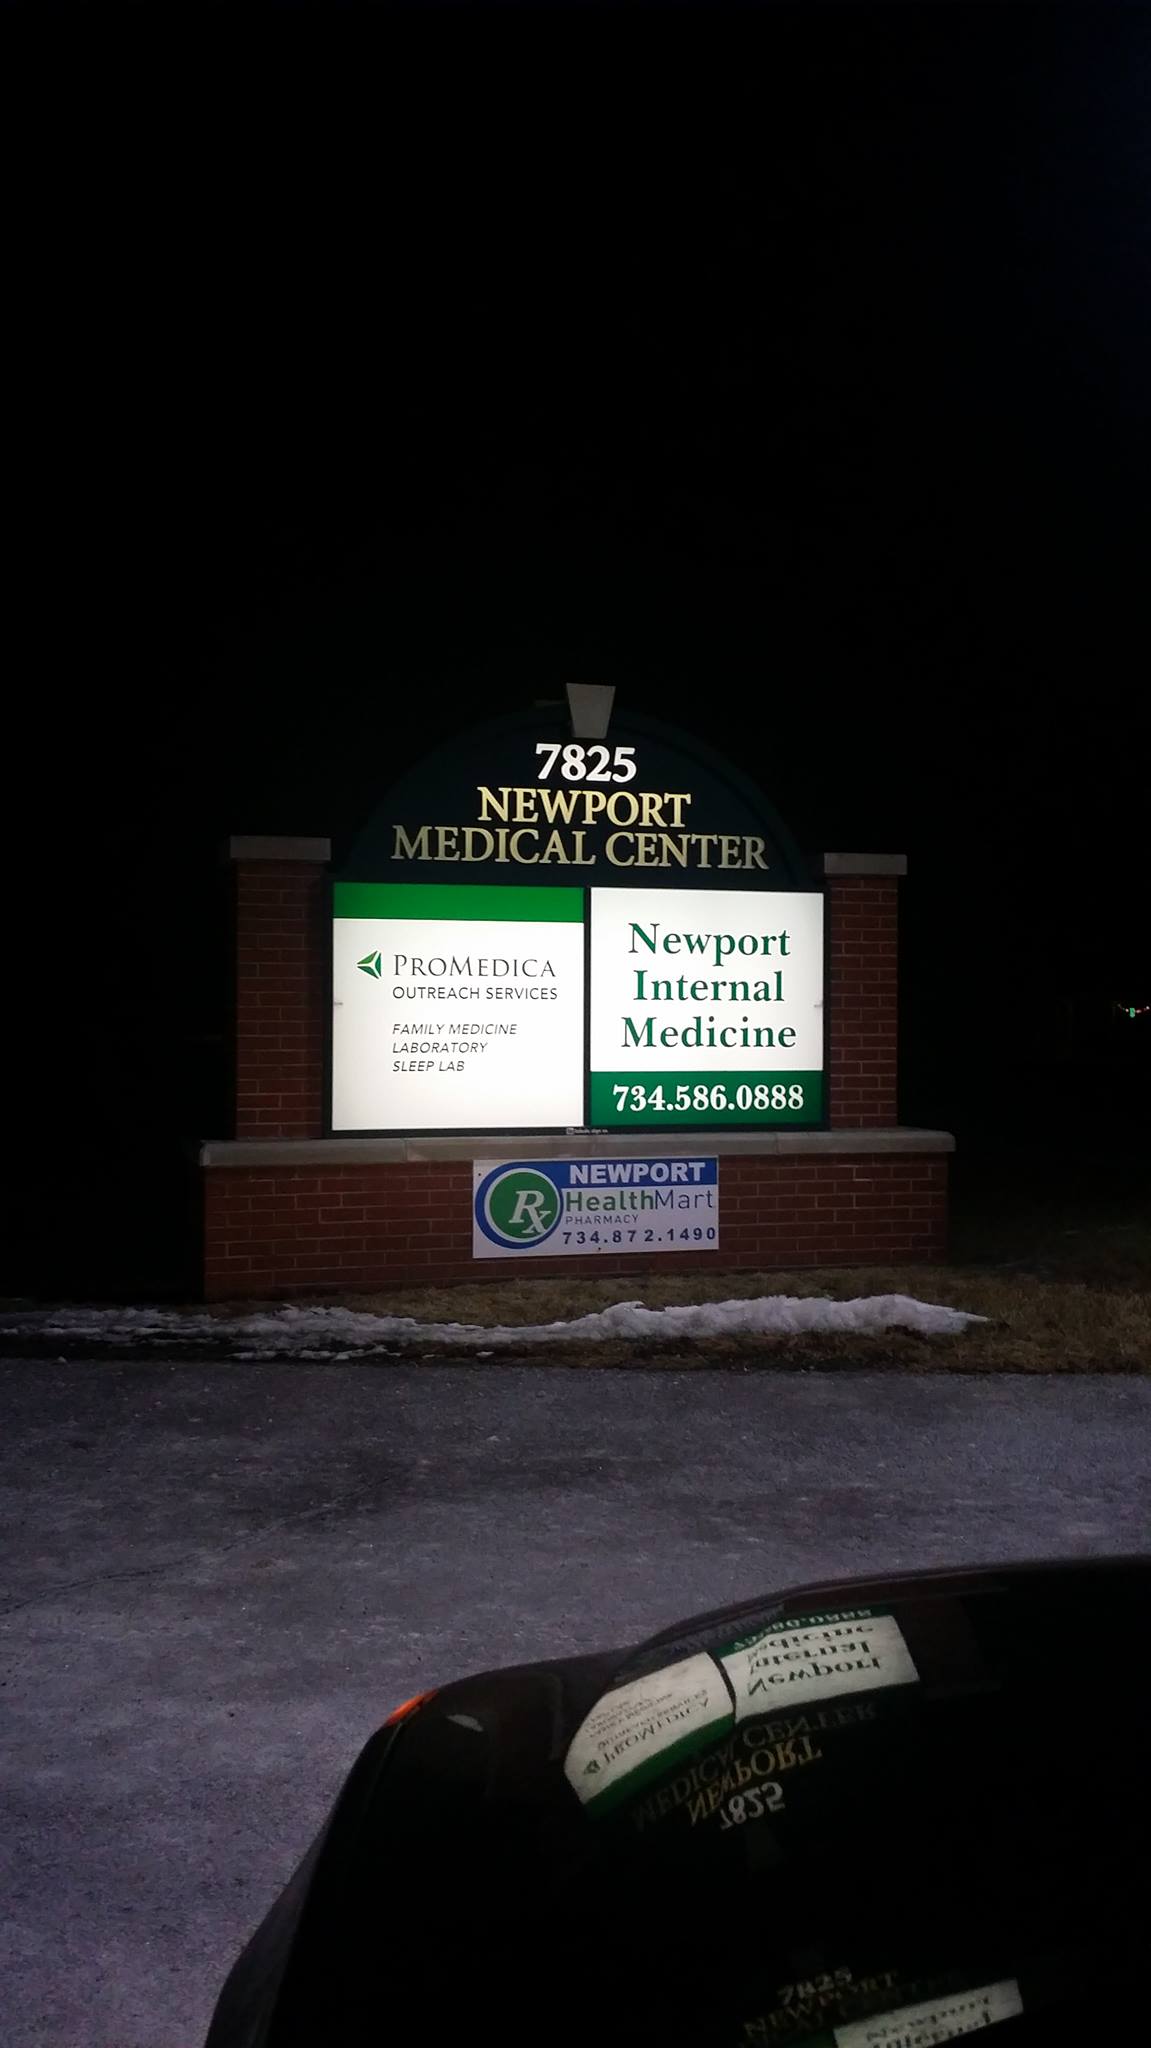 7825
NEWPORT
MEDICAL CENTER
PROMEDICA
OUTREACH SERVICES
FAMILY MEDICINE
LABORATORY
SLEEP LAB
Newport
Internal
Medicine
734.586.0888
Rx
NEWPORT
HealthMart
PHARMACY
734.872.1490